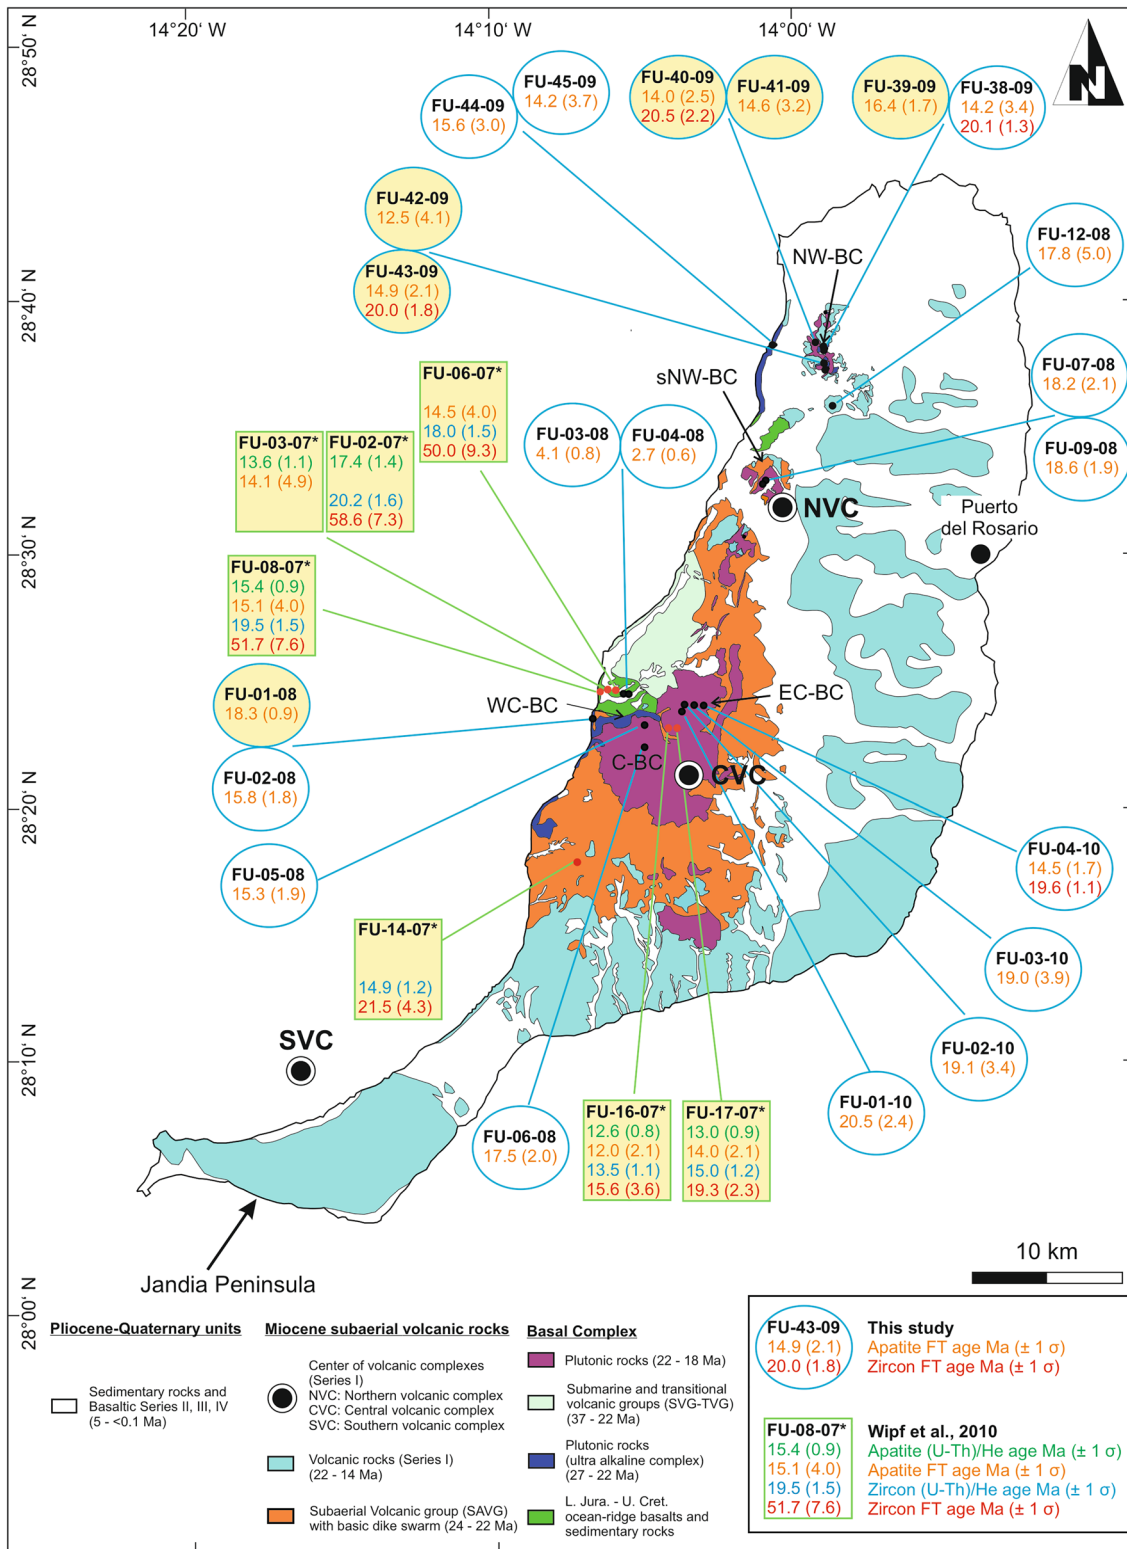 14°20' W
14°10' W
14°00' W
28°50' N
28°40' N
28°30' N
28°20' N
28°10' N
28°00' N
N
FU-44-09
15.6 (3.0)
FU-45-09
14.2 (3.7)
FU-40-09
14.0 (2.5)
20.5 (2.2)
FU-41-09
14.6 (3.2)
FU-39-09
16.4 (1.7)
FU-38-09
14.2 (3.4)
20.1 (1.3)
FU-42-09
12.5 (4.1)
FU-43-09
14.9 (2.1)
20.0 (1.8)
FU-12-08
17.8 (5.0)
NW-BC
sNW-BC
FU-07-08
18.2 (2.1)
FU-09-08
18.6 (1.9)
FU-06-07*
14.5 (4.0)
18.0 (1.5)
50.0 (9.3)
FU-03-07*
13.6 (1.1)
14.1 (4.9)
FU-02-07*
17.4 (1.4)
20.2 (1.6)
58.6 (7.3)
FU-03-08
4.1 (0.8)
FU-04-08
2.7 (0.6)
NVC
Puerto
del Rosario
FU-08-07*
15.4 (0.9)
15.1 (4.0)
19.5 (1.5)
51.7 (7.6)
FU-01-08
18.3 (0.9)
FU-02-08
15.8 (1.8)
WC-BC
EC-BC
C-BC
CVC
FU-05-08
15.3 (1.9)
FU-04-10
14.5 (1.7)
19.6 (1.1)
FU-14-07*
14.9 (1.2)
21.5 (4.3)
FU-03-10
19.0 (3.9)
FU-02-10
19.1 (3.4)
FU-01-10
20.5 (2.4)
SVC
FU-06-08
17.5 (2.0)
FU-16-07*
12.6 (0.8)
12.0 (2.1)
13.5 (1.1)
15.6 (3.6)
FU-17-07*
13.0 (0.9)
14.0 (2.1)
15.0 (1.2)
19.3 (2.3)
Jandia Peninsula
10 km
Pliocene-Quaternary units
Sedimentary rocks and
Basaltic Series II, III, IV
(5 - <0.1 Ma)
Miocene subaerial volcanic rocks
Center of volcanic complexes
(Series I)
NVC: Northern volcanic complex
CVC: Central volcanic complex
SVC: Southern volcanic complex
Volcanic rocks (Series I)
(22 - 14 Ma)
Subaerial Volcanic group (SAVG)
with basic dike swarm (24 - 22 Ma)
Basal Complex
Plutonic rocks (22 - 18 Ma)
Submarine and transitional
volcanic groups (SVG-TVG)
(37 - 22 Ma)
Plutonic rocks
(ultra alkaline complex)
(27 - 22 Ma)
L. Jura. - U. Cret.
ocean-ridge basalts and
sedimentary rocks
FU-43-09
14.9 (2.1)
20.0 (1.8)
This study
Apatite FT age Ma (± 1 σ)
Zircon FT age Ma (± 1 σ)
FU-08-07*
15.4 (0.9)
15.1 (4.0)
19.5 (1.5)
51.7 (7.6)
Wipf et al., 2010
Apatite (U-Th)/He age Ma (± 1 σ)
Apatite FT age Ma (± 1 σ)
Zircon (U-Th)/He age Ma (± 1 σ)
Zircon FT age Ma (± 1 σ)